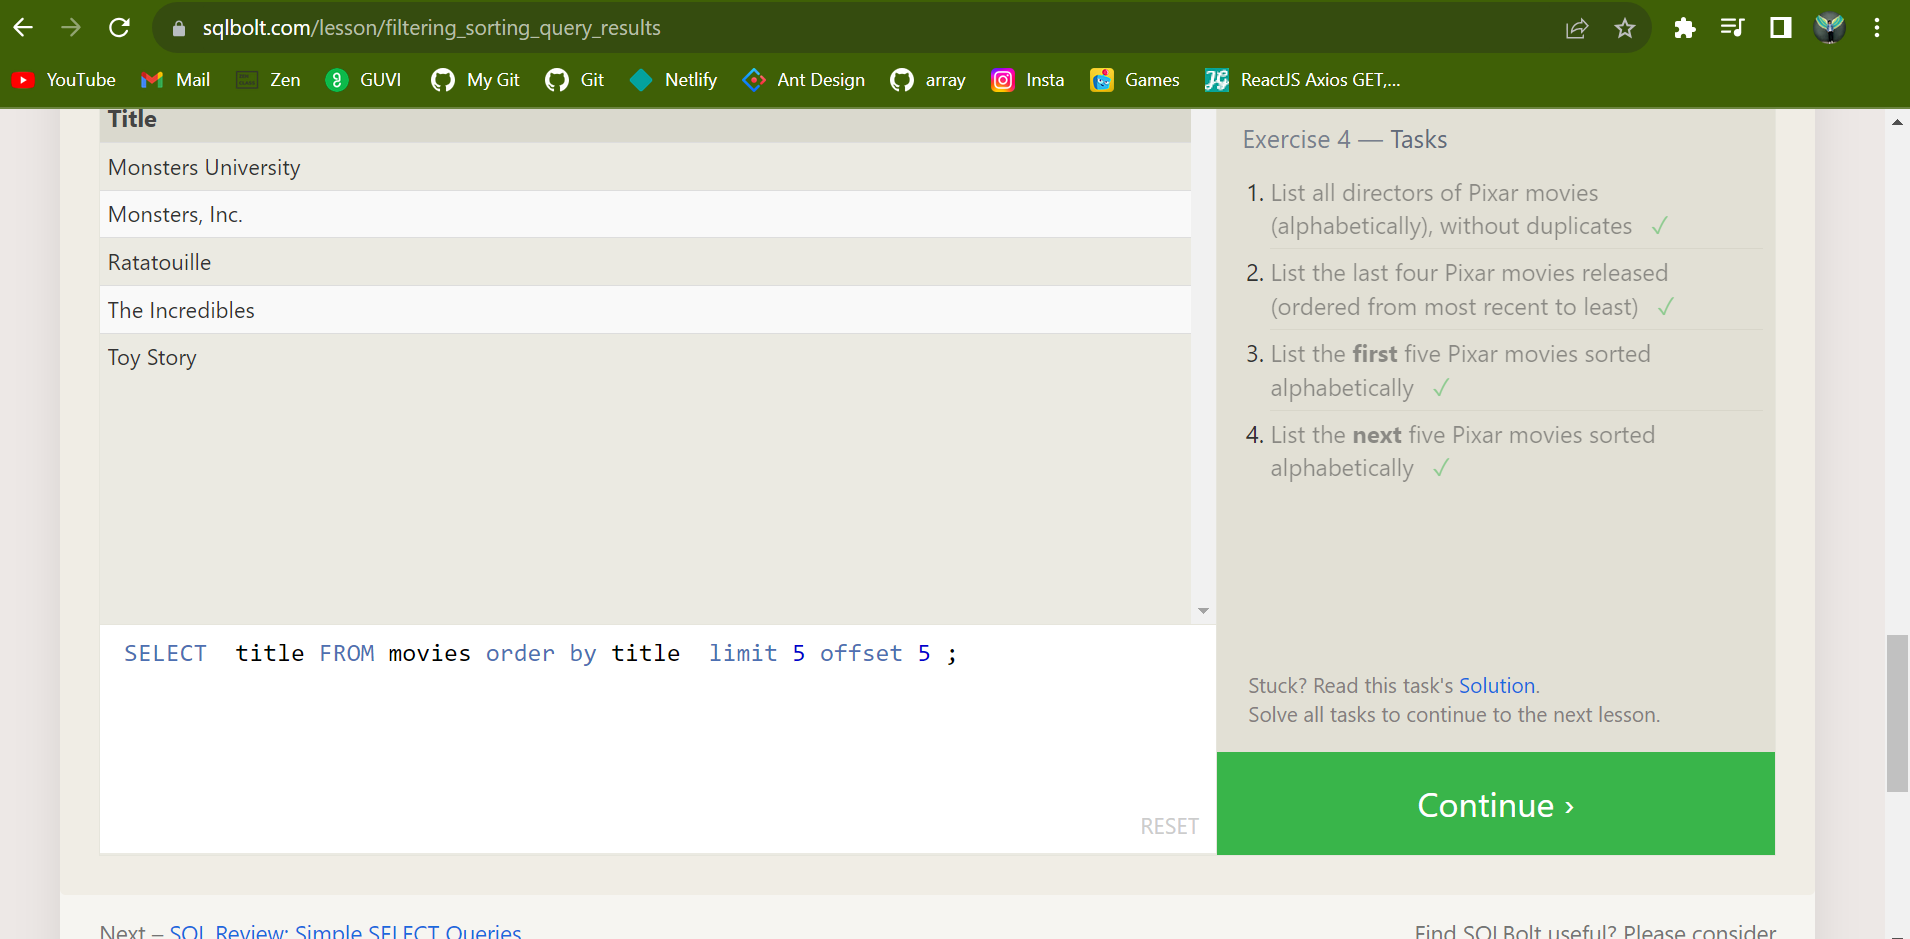 sqlbolt.com/lesson/filtering_sorting_query_results
YouTube Mail Zen GUVI My Git Git Netlify Ant Design array Insta Games ReactJS Axios GET,...
Title
Monsters University
Monsters, Inc.
Ratatouille
The Incredibles
Toy Story
SELECT title FROM movies order by title limit 5 offset 5 ;
RESET
Exercise 4 — Tasks
1. List all directors of Pixar movies
(alphabetically), without duplicates ✓
2. List the last four Pixar movies released
(ordered from most recent to least) ✓
3. List the first five Pixar movies sorted
alphabetically ✓
4. List the next five Pixar movies sorted
alphabetically ✓
Stuck? Read this task's Solution.
Solve all tasks to continue to the next lesson.
Continue ›
Next – SQL Review: Simple SELECT Queries
Find SQLBolt useful? Please consider